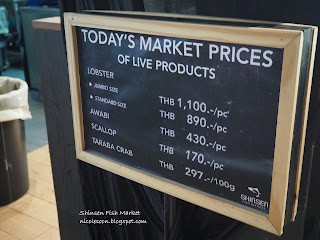 TODAY'S MARKET PRICES
OF LIVE PRODUCTS
LOBSTER
• JUMBO SIZE THB 1,100.-/pc
• STANDARD SIZE THB 890.-/pc
AWABI THB 430.-/pc
SCALLOP THB 170.-/pc
TARABA CRAB THB 297.-/100g
SHINSEN
Shinsen Fish Market
nicolesoon.blogspot.com